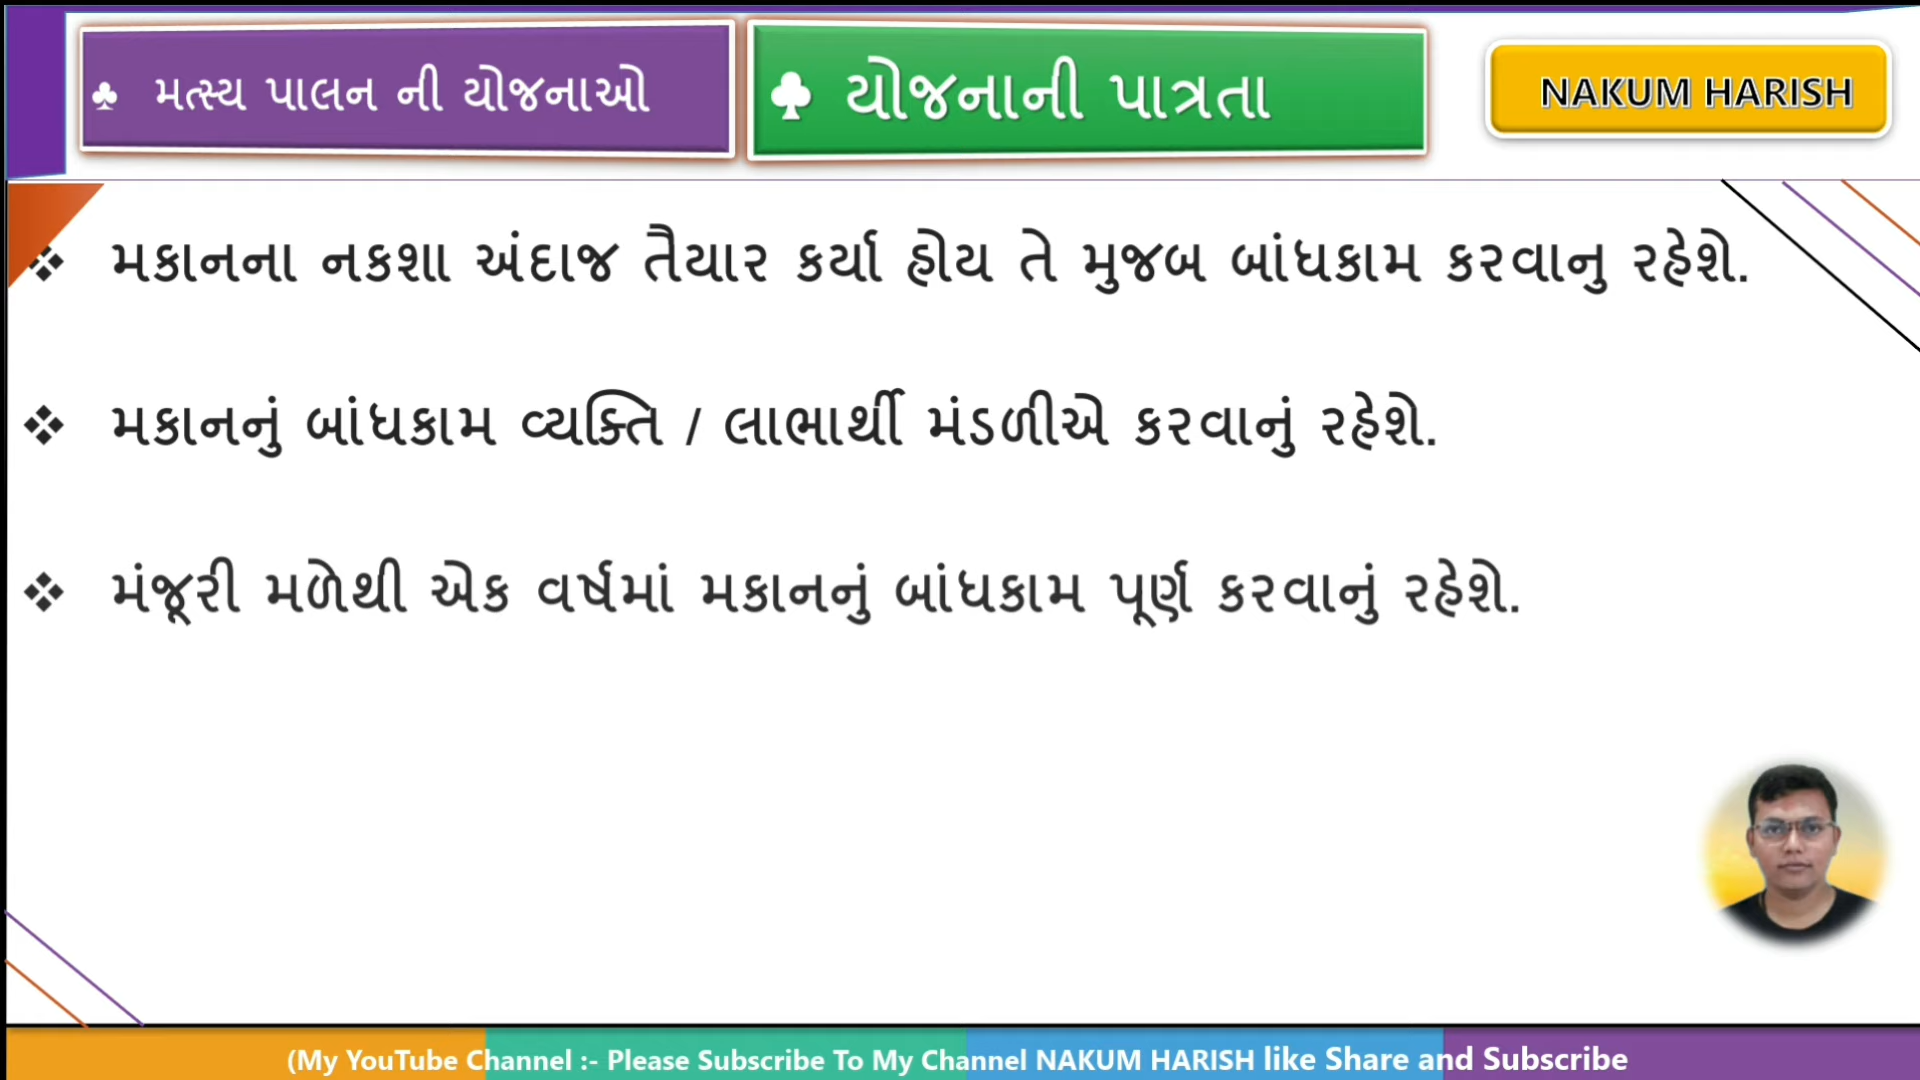 ♣ મત્સ્ય પાલન ની યોજનાઓ
♣ યોજનાની પાત્રતા
NAKUM HARISH
❖ મકાનના નકશા અંદાજ તૈયાર કર્યા હોય તે મુજબ બાંધકામ કરવાનુ રહેશે.
❖ મકાનનું બાંધકામ વ્યક્તિ / લાભાર્થી મંડળીએ કરવાનું રહેશે.
❖ મંજૂરી મળેથી એક વર્ષમાં મકાનનું બાંધકામ પૂર્ણ કરવાનું રહેશે.
(My YouTube Channel :- Please Subscribe To My Channel NAKUM HARISH like Share and Subscribe